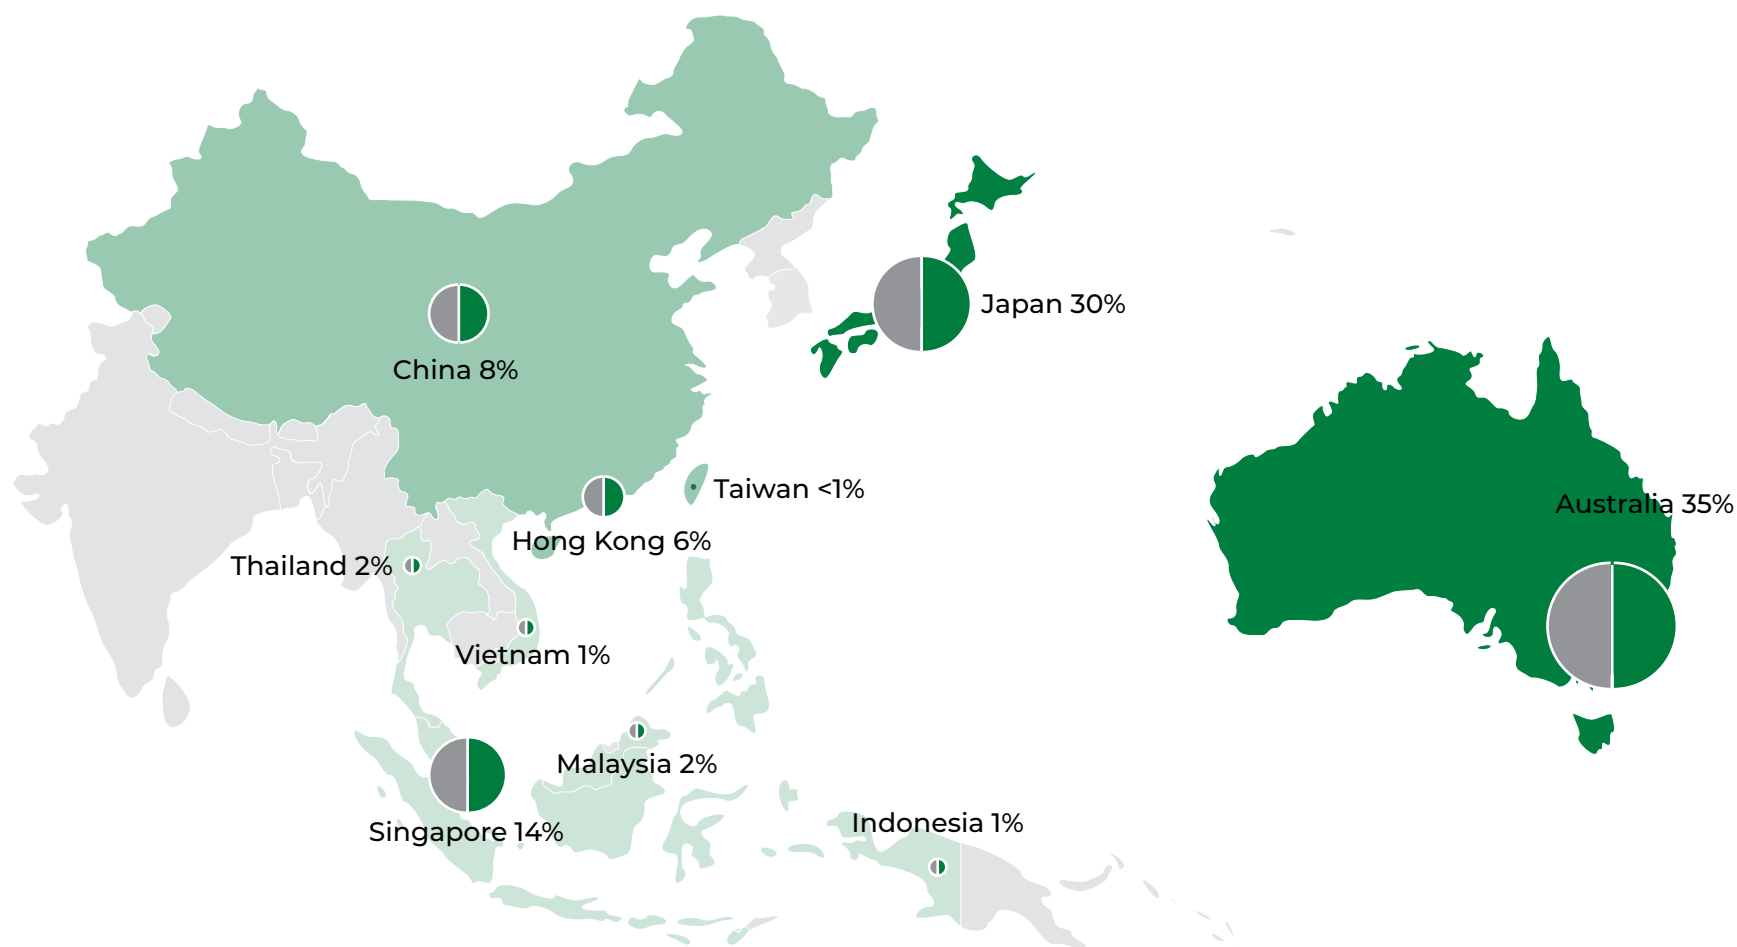 Japan 30%
China 8%
Taiwan <1%
Australia 35%
Hong Kong 6%
Thailand 2%
Vietnam 1%
Malaysia 2%
Indonesia 1%
Singapore 14%